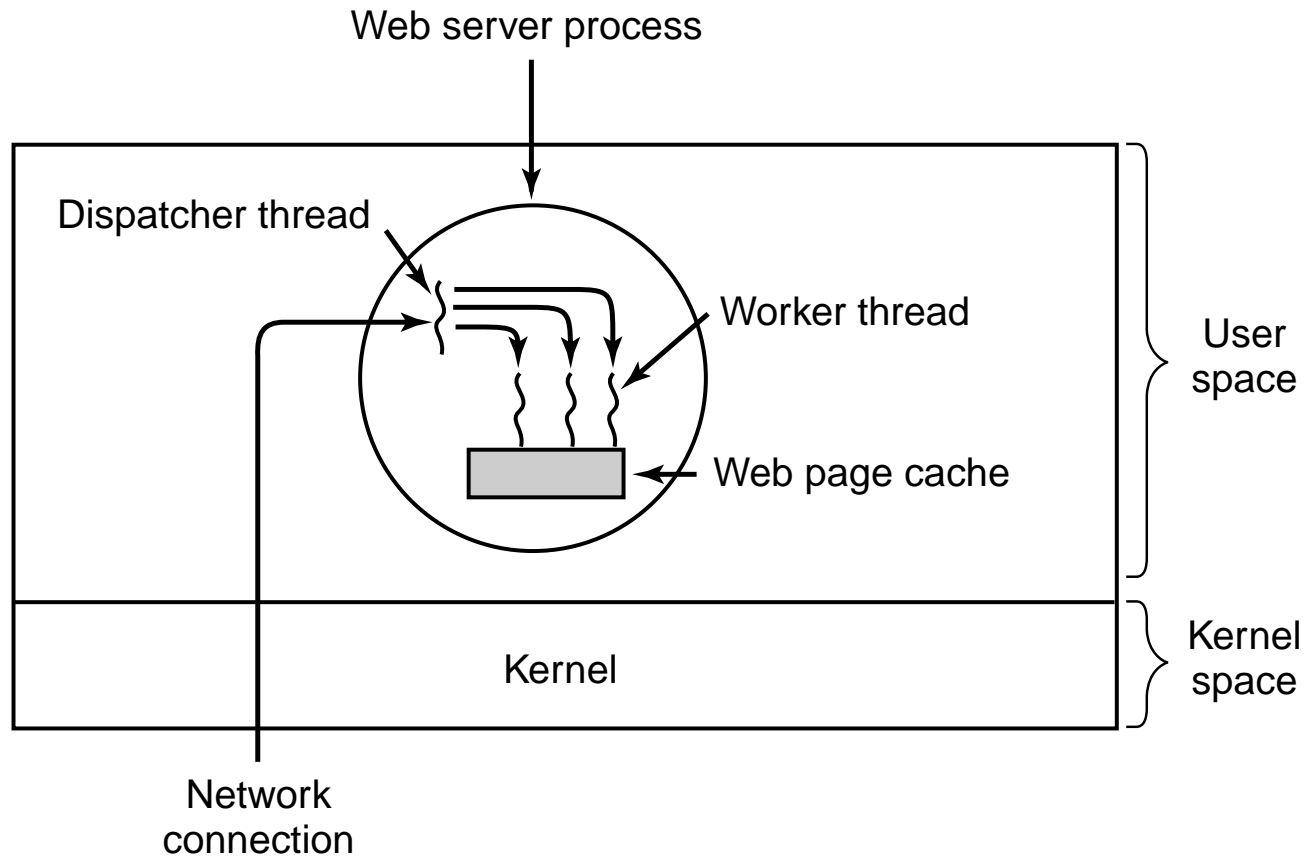 Web server process
Dispatcher thread
Worker thread
User
space
Web page cache
Kernel
Kernel
space
Network
connection